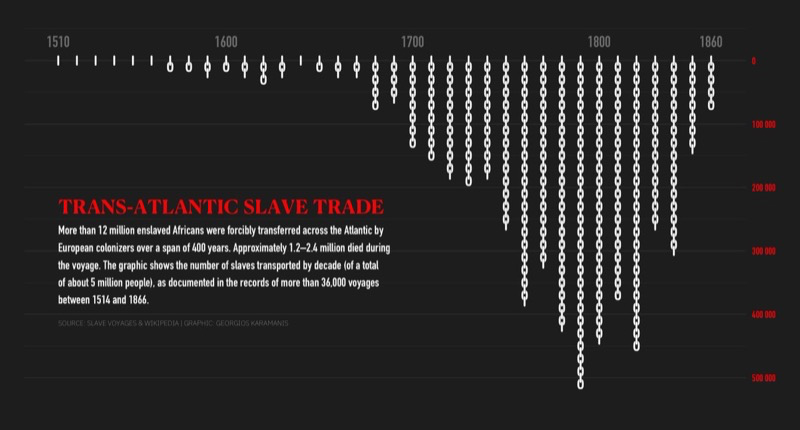 1510 1600 1700 1800 1860
0
100 000
200 000
TRANS-ATLANTIC SLAVE TRADE
More than 12 million enslaved Africans were forcibly transferred across the Atlantic by
European colonizers over a span of 400 years. Approximately 1.2–2.4 million died during
the voyage. The graphic shows the number of slaves transported by decade (of a total
of about 5 million people), as documented in the records of more than 36,000 voyages
between 1514 and 1866.
300 000
SOURCE: SLAVE VOYAGES & WIKIPEDIA | GRAPHIC: GEORGIOS KARAMANIS
400 000
500 000